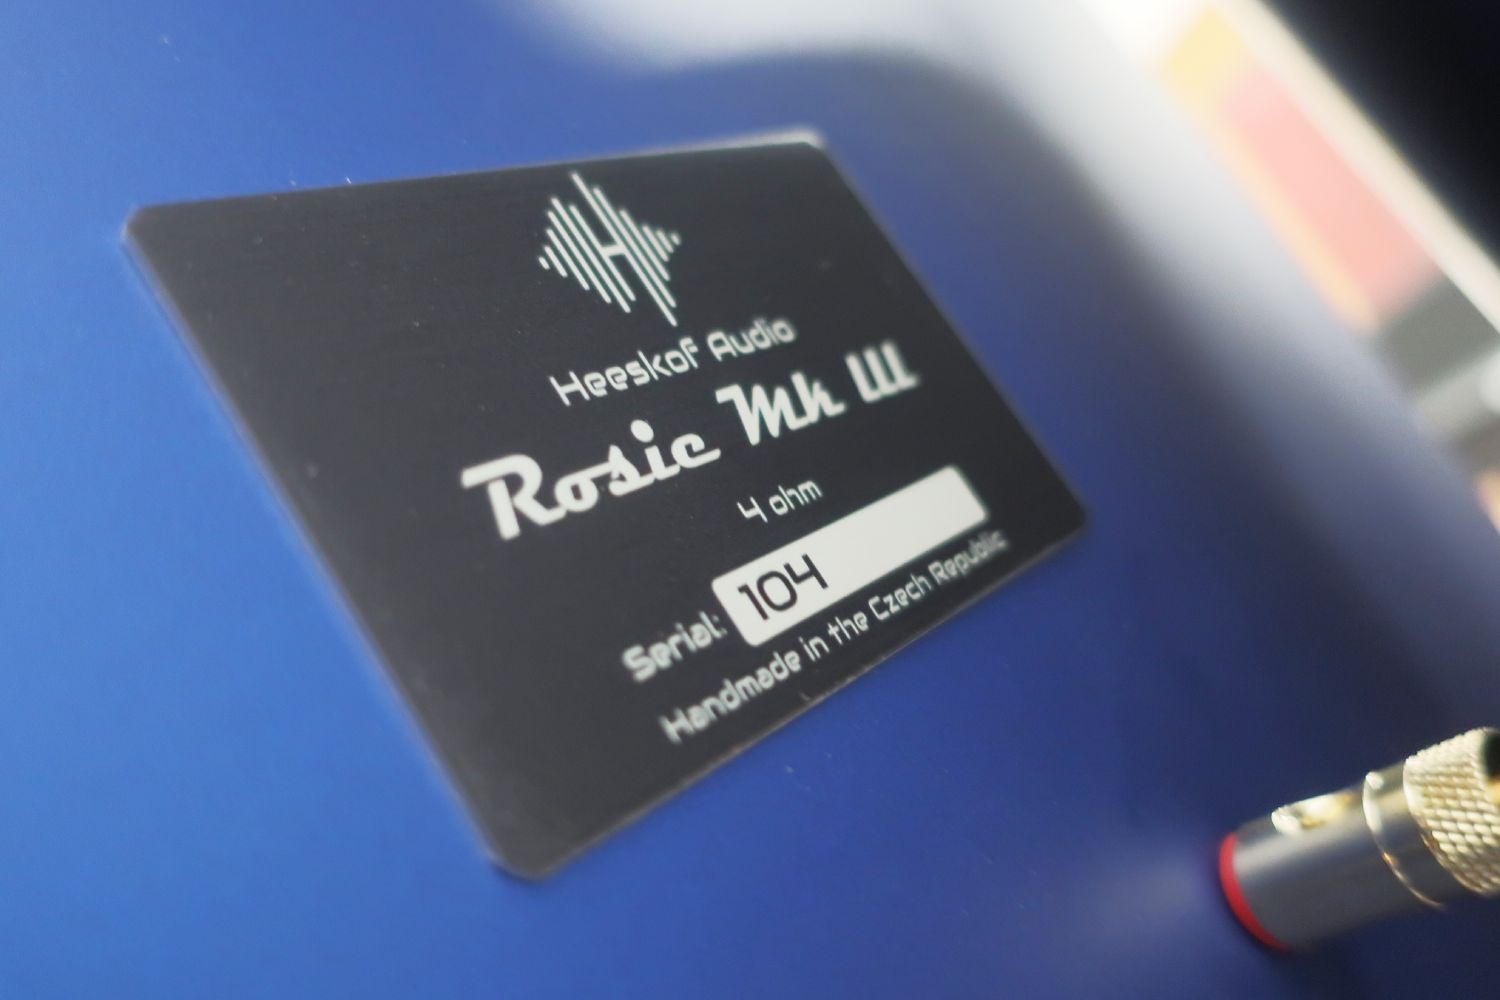 Heeskof Audio
Rosie Mk III
4 ohm
Serial: 104
Handmade in the Czech Republic